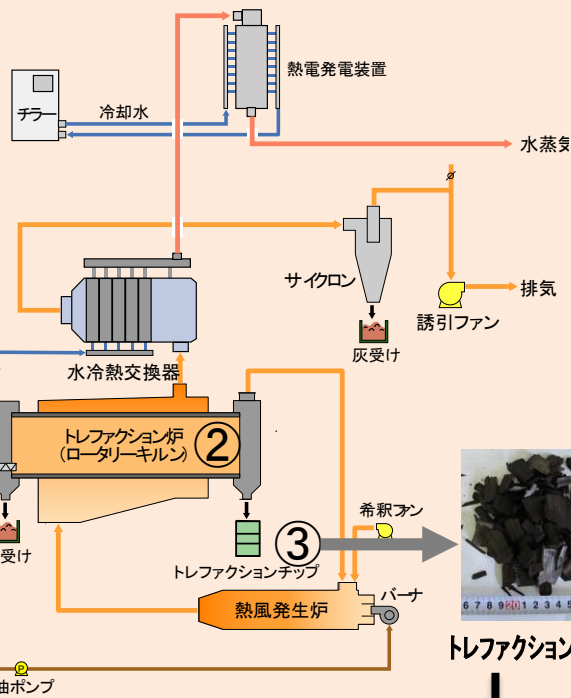 熱電発電装置
チラー
冷却水
水蒸気
サイクロン
排気
誘引ファン
灰受け
水冷熱交換器
トレファクション炉
(ロータリーキルン)
②
希釈ファン
③
受け
トレファクションチップ
バーナ
熱風発生炉
6 7 8 9 20 1 2 3 4 5
トレファクション
P
油ポンプ